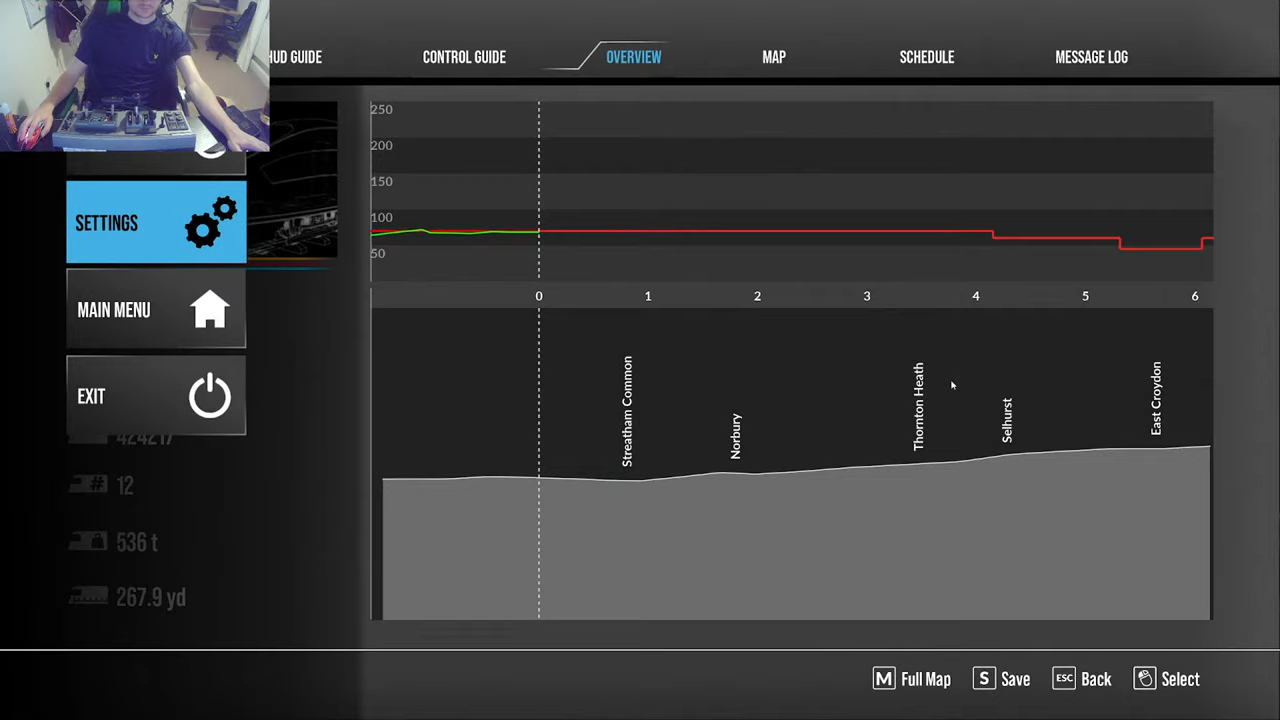 HUD GUIDE
CONTROL GUIDE
OVERVIEW
MAP
SCHEDULE
MESSAGE LOG
SETTINGS
MAIN MENU
EXIT
424217
12
536 t
267.9 yd
250
200
150
100
50
0 1 2 3 4 5 6
Streatham Common
Norbury
Thornton Heath
Selhurst
East Croydon
M Full Map
S Save
ESC Back
Select